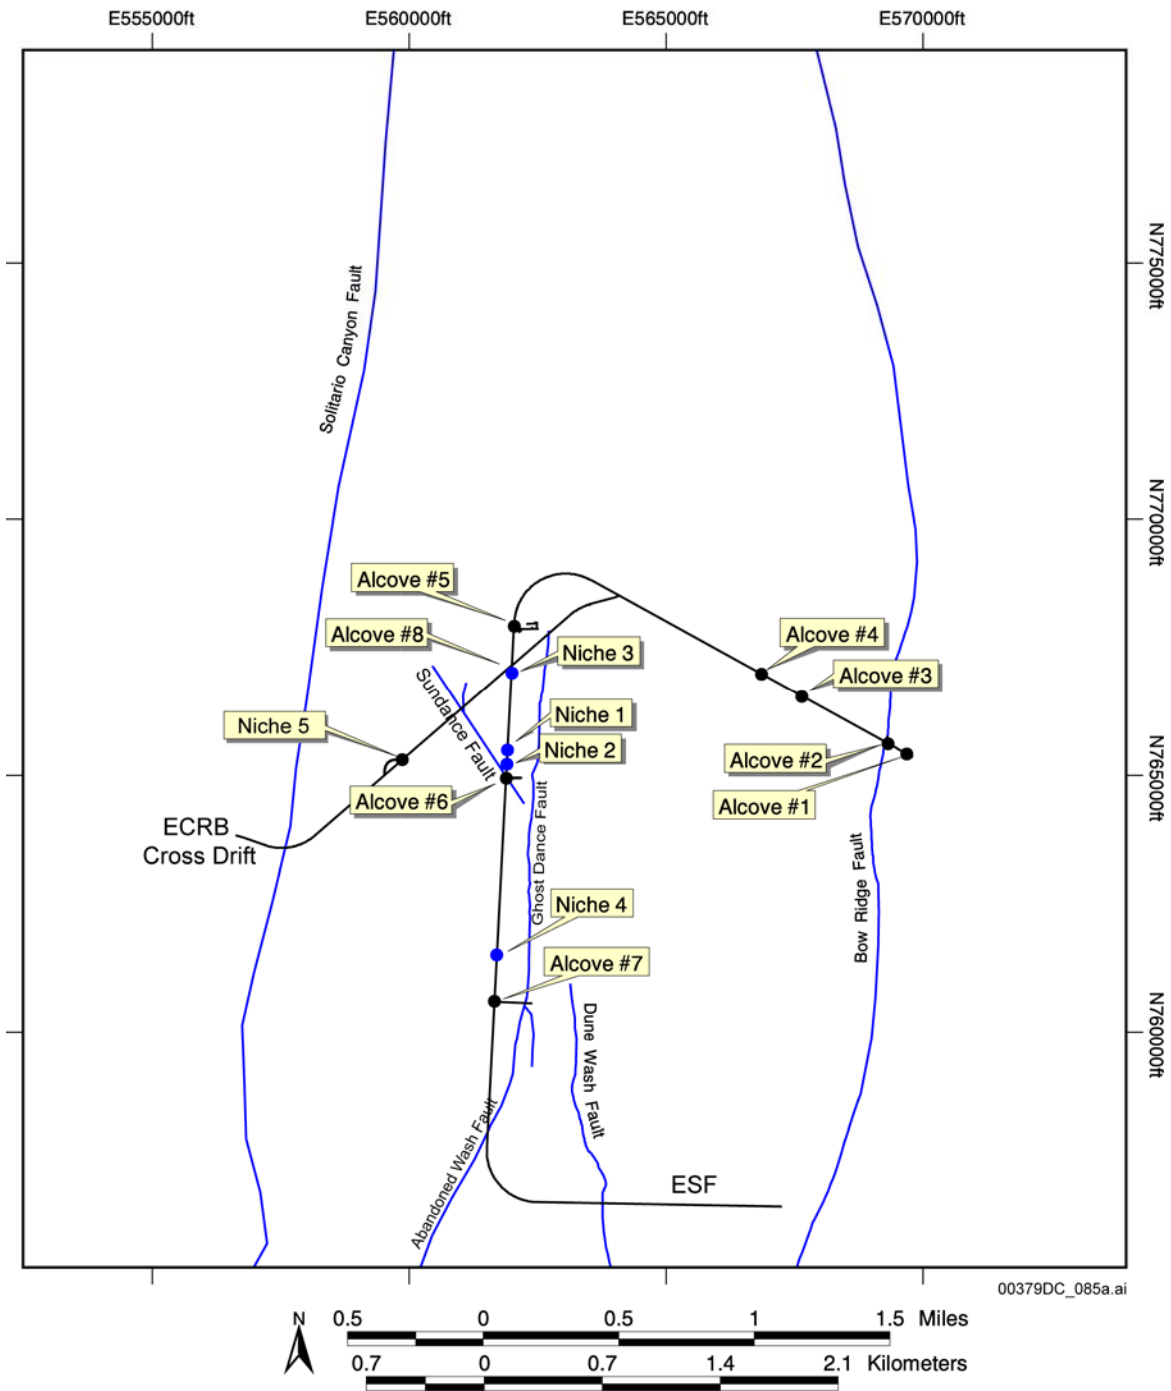 E555000ft
E560000ft
E565000ft
E570000ft
N775000ft
Solitario Canyon Fault
N770000ft
Alcove #5
Alcove #8
Alcove #4
Niche 3
Alcove #3
Sundance Fault
Niche 1
Niche 5
Niche 2
Alcove #2
N765000ft
Alcove #6
Alcove #1
ECRB
Cross Drift
Ghost Dance Fault
Bow Ridge Fault
Niche 4
Alcove #7
N760000ft
Dune Wash Fault
Abandoned Wash Fault
ESF
00379DC_085a.ai
N
0.5 0 0.5 1 1.5 Miles
0.7 0 0.7 1.4 2.1 Kilometers